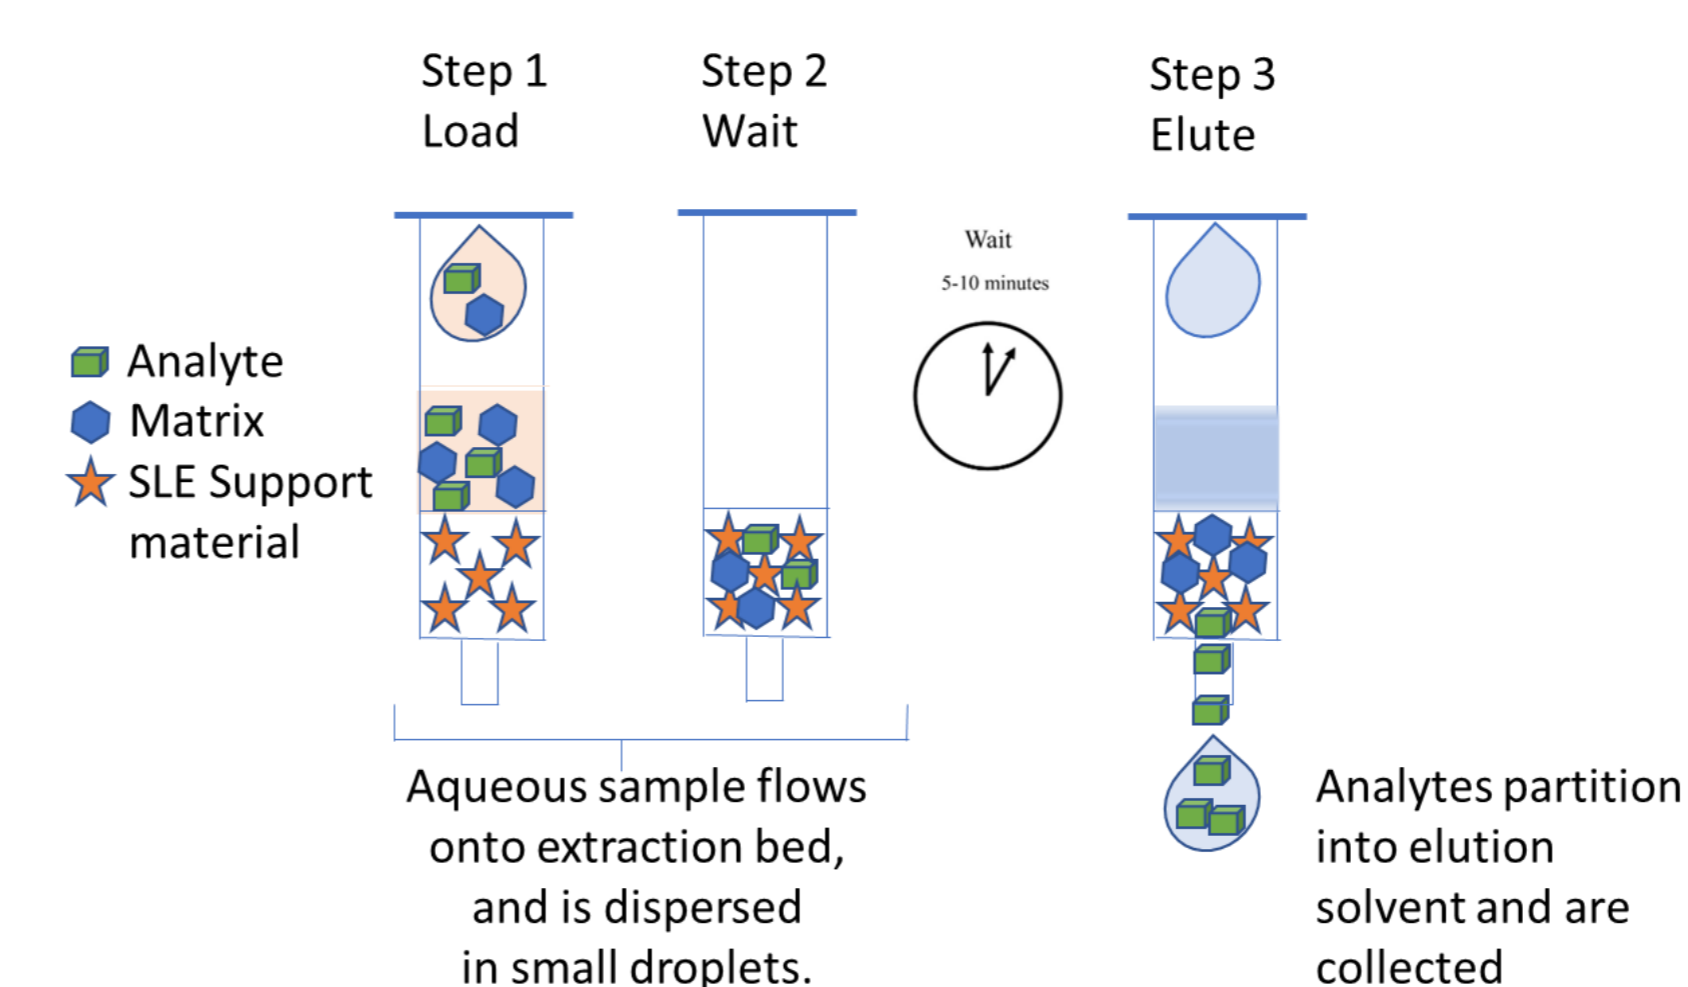 Step 1
Load
Step 2
Wait
Step 3
Elute
Wait
5-10 minutes
Analyte
Matrix
SLE Support
material
Aqueous sample flows
onto extraction bed,
and is dispersed
in small droplets.
Analytes partition
into elution
solvent and are
collected